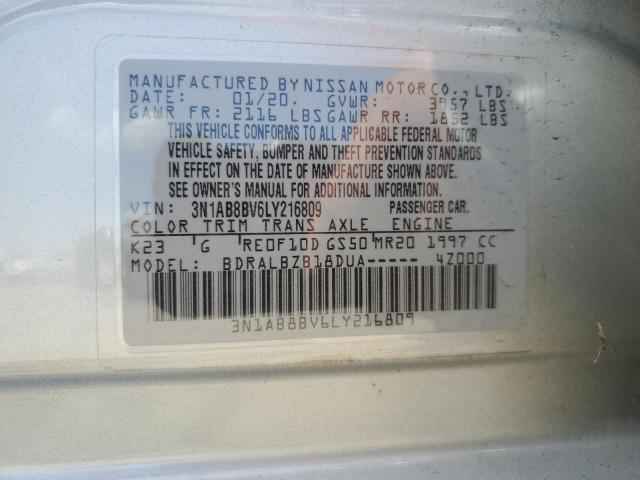 MANUFACTURED BY NISSAN MOTOR CO., LTD.
DATE: 01/20. GVWR: 3957 LBS
GAWR FR: 2116 LBS GAWR RR: 1852 LBS
THIS VEHICLE CONFORMS TO ALL APPLICABLE FEDERAL MOTOR
VEHICLE SAFETY, BUMPER AND THEFT PREVENTION STANDARDS
IN EFFECT ON THE DATE OF MANUFACTURE SHOWN ABOVE.
SEE OWNER'S MANUAL FOR ADDITIONAL INFORMATION.
VIN: 3N1AB8BV6LY216809 PASSENGER CAR.
COLOR TRIM TRANS AXLE ENGINE
K23 G RE0F10D GS50 MR20 1997 CC
MODEL: BDRALBZB18DUA----- 4Z000
3N1AB8BV6LY216809